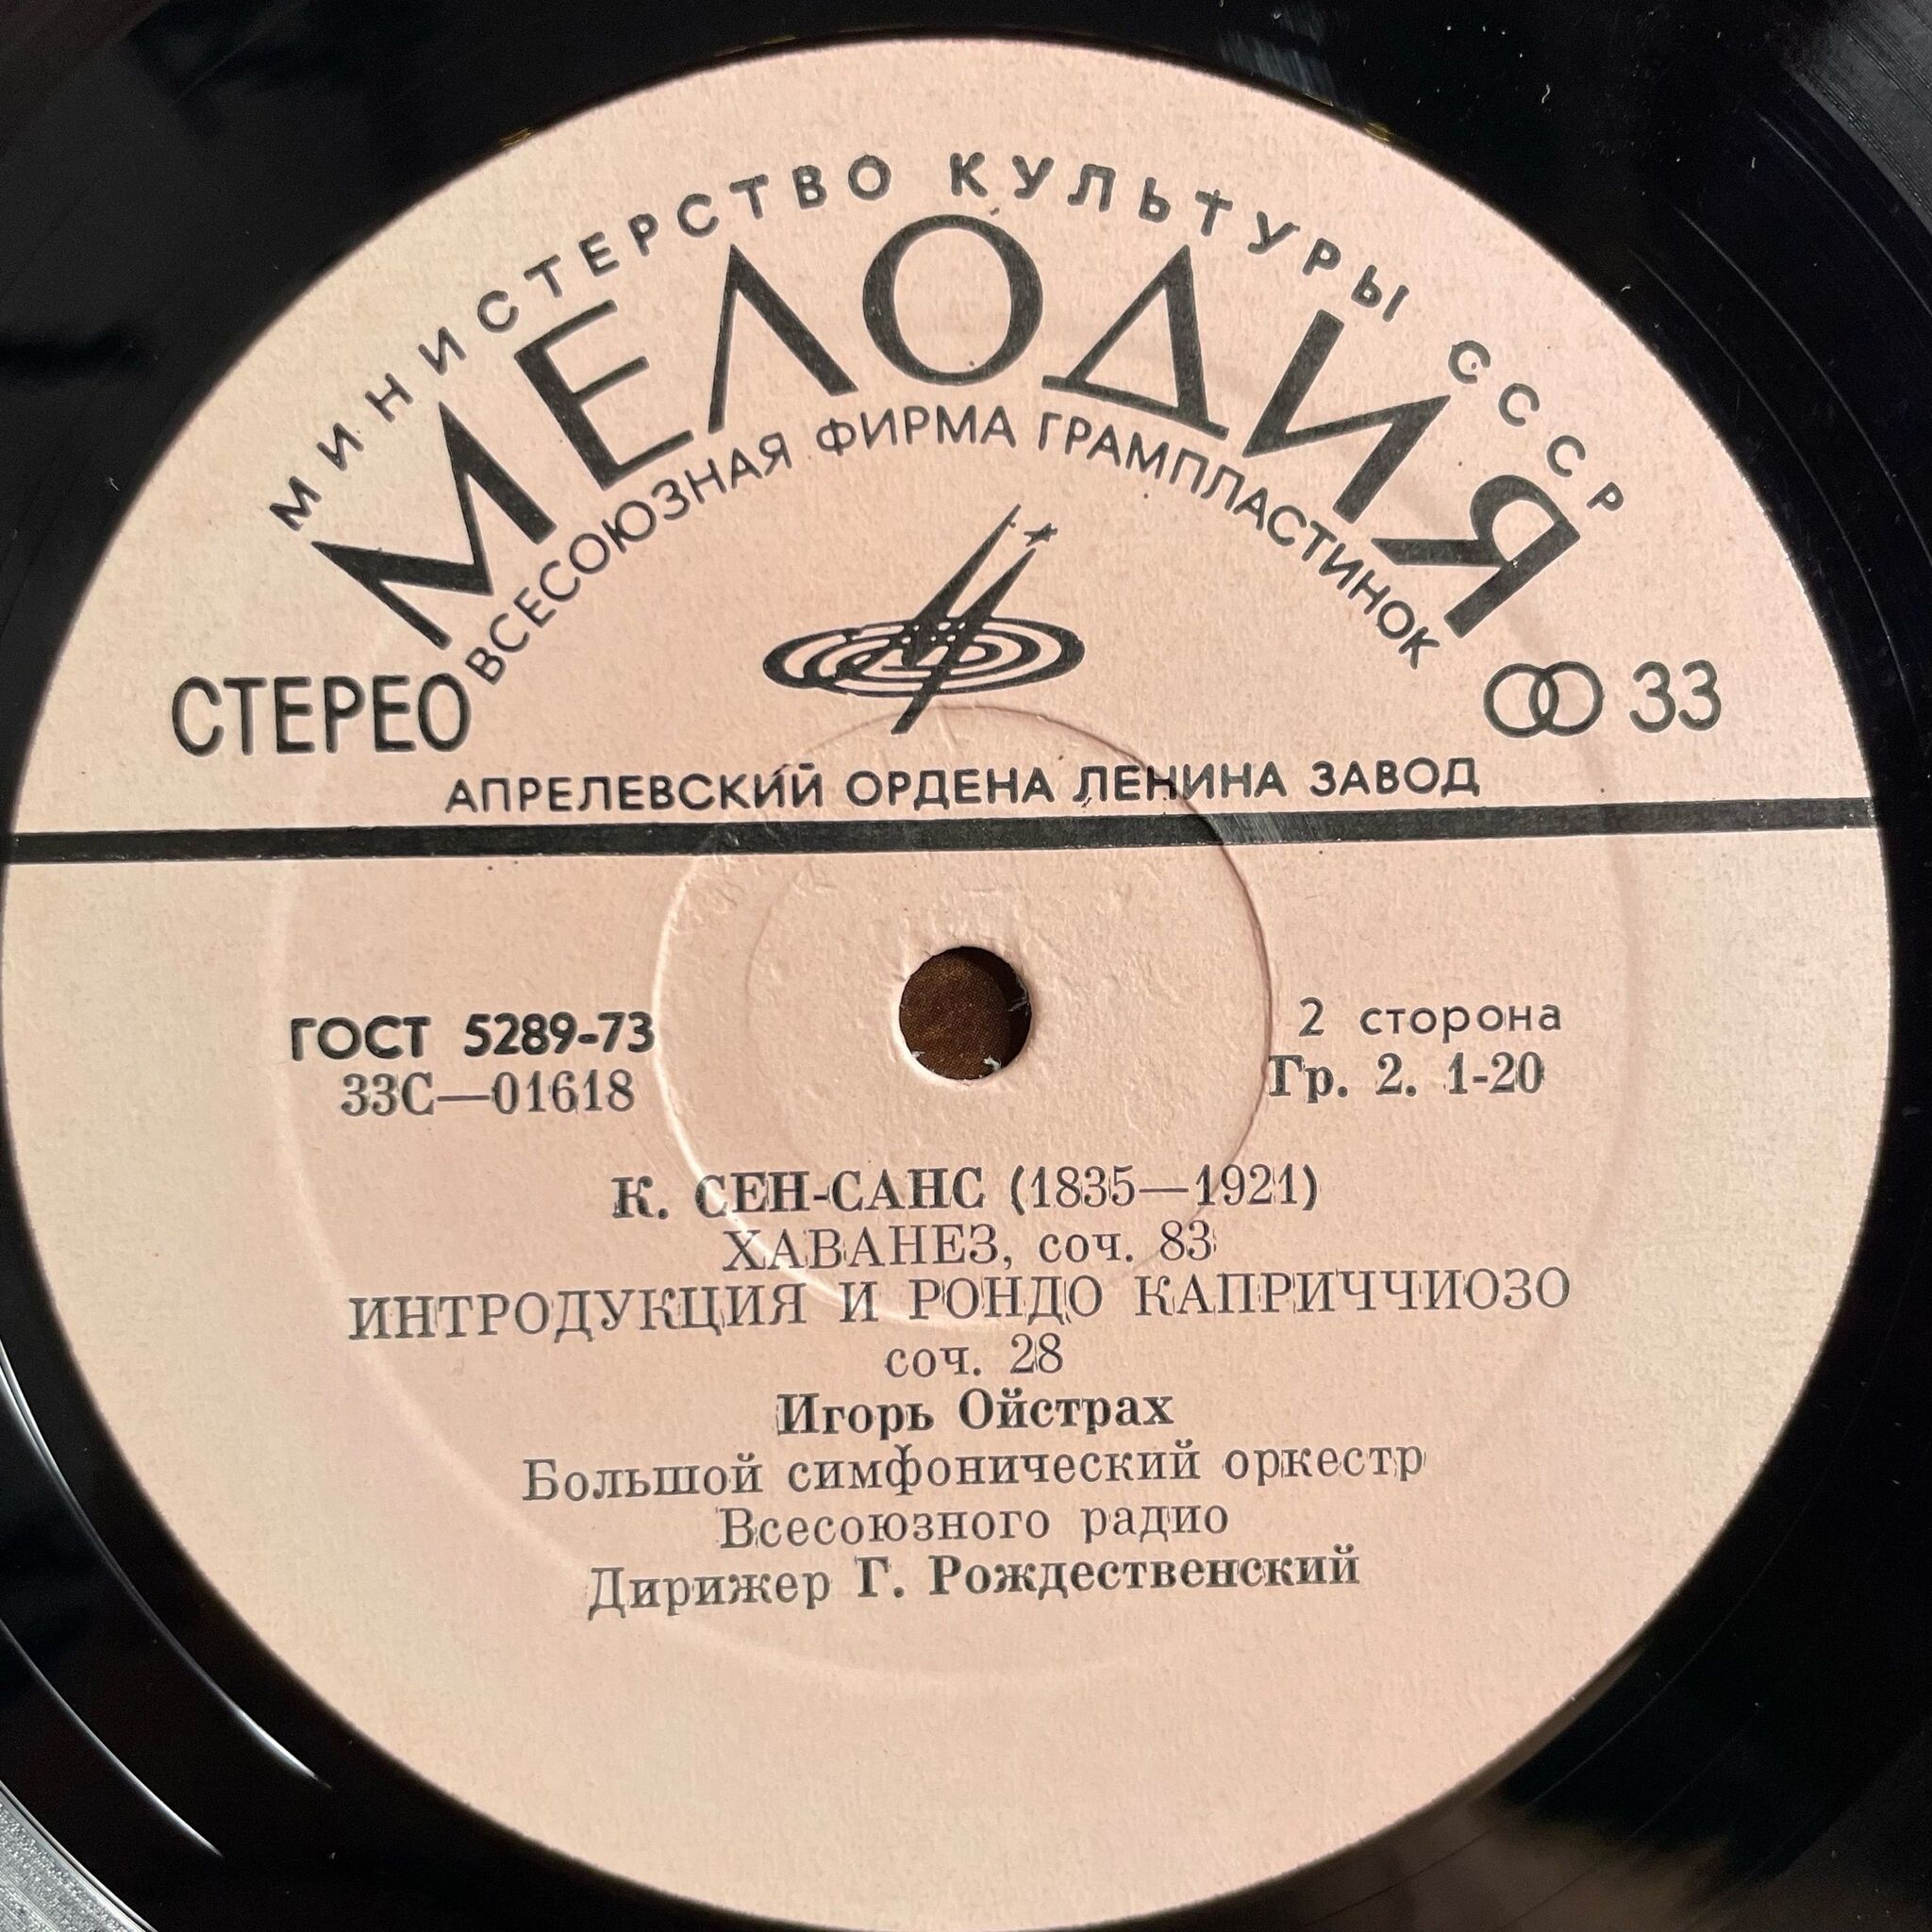 МИНИСТЕРСТВО КУЛЬТУРЫ СССР
МЕЛОДИЯ
ВСЕСОЮЗНАЯ ФИРМА ГРАМПЛАСТИНОК
СТЕРЕО
33
АПРЕЛЕВСКИЙ ОРДЕНА ЛЕНИНА ЗАВОД
ГОСТ 5289-73
33С—01618
2 сторона
Гр. 2. 1-20
К. СЕН-САНС (1835—1921)
ХАВАНЕЗ, соч. 83
ИНТРОДУКЦИЯ И РОНДО КАПРИЧЧИОЗО
соч. 28
Игорь Ойстрах
Большой симфонический оркестр
Всесоюзного радио
Дирижер Г. Рождественский